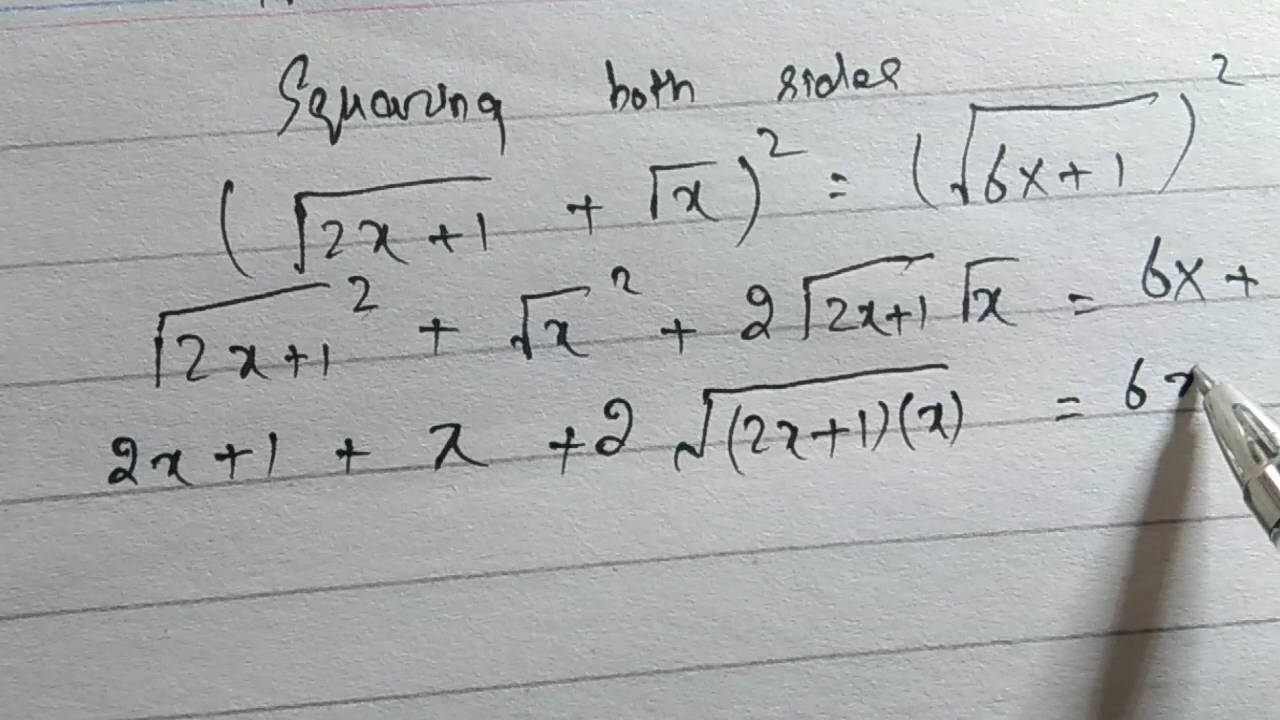 Squaring both sides
(√(2x+1) + √x)² = (√(6x+1))²
√(2x+1)² + √x² + 2√(2x+1) √x = 6x+
2x+1 + x +2 √((2x+1)(x)) = 6x